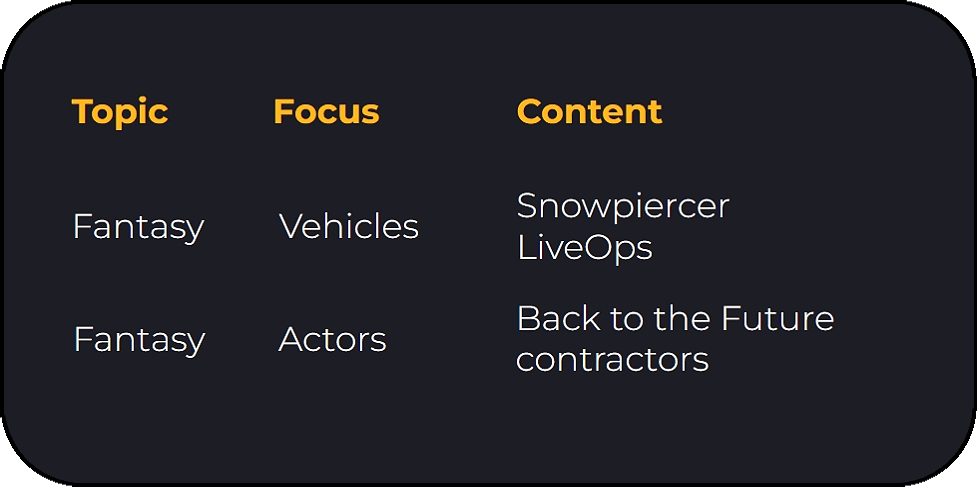 Topic Focus Content
Fantasy Vehicles Snowpiercer
LiveOps
Fantasy Actors Back to the Future
contractors